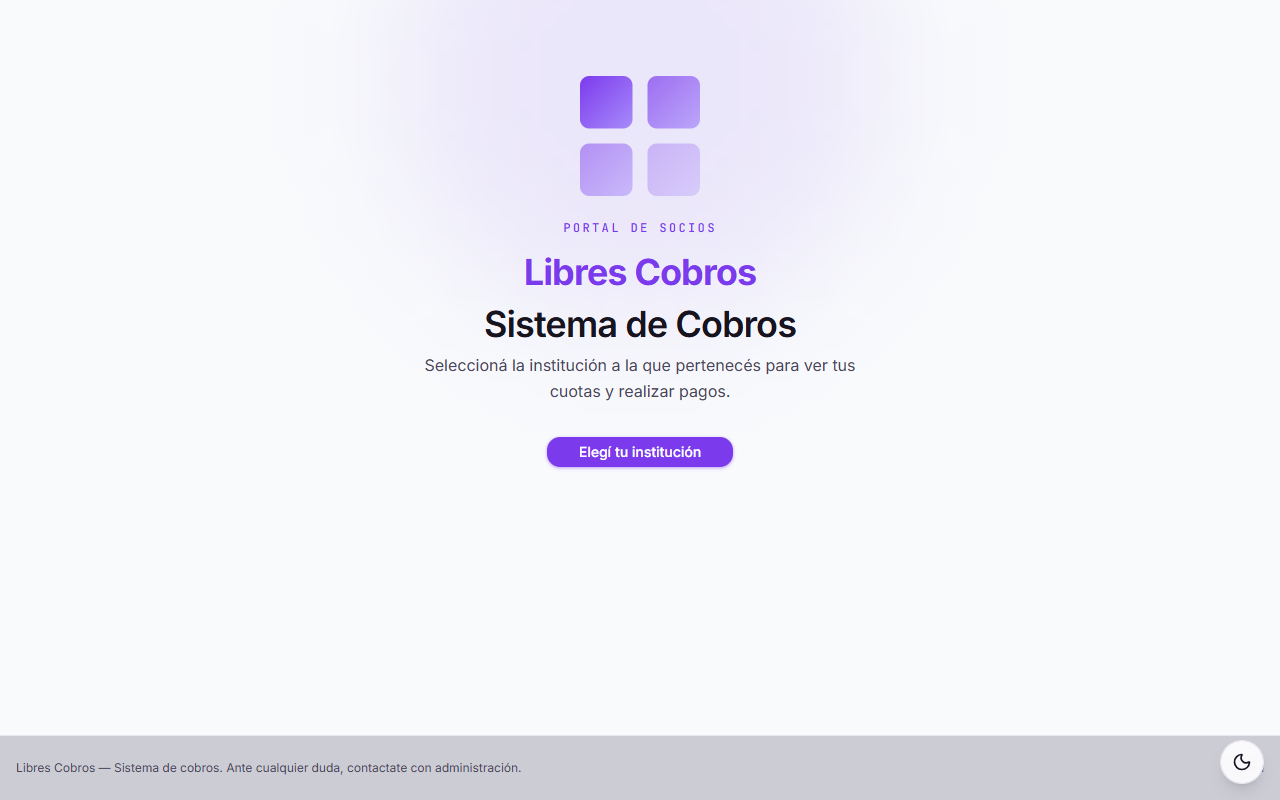 PORTAL DE SOCIOS
Libres Cobros
Sistema de Cobros
Seleccioná la institución a la que pertenecés para ver tus
cuotas y realizar pagos.
Elegí tu institución
Libres Cobros — Sistema de cobros. Ante cualquier duda, contactate con administración.